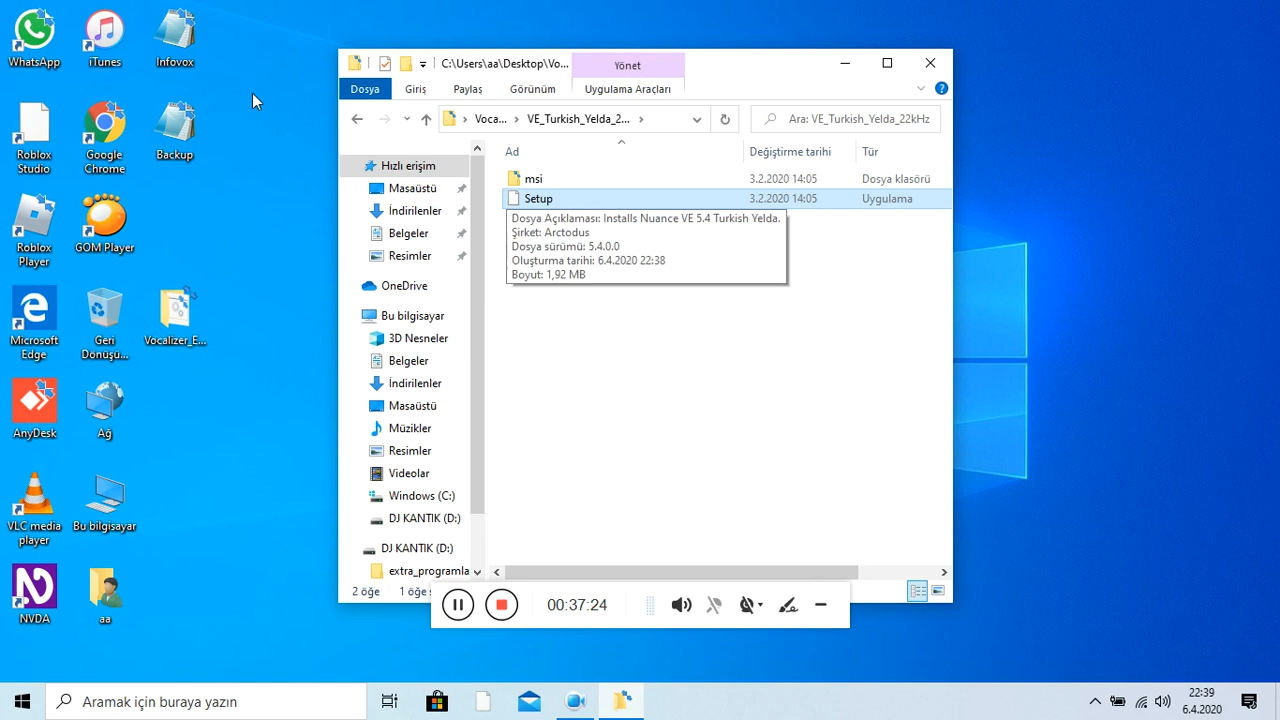 WhatsApp
iTunes
Infovox
Roblox
Studio
Google
Chrome
Backup
Roblox
Player
GOM Player
Microsoft
Edge
Geri
Dönüşü...
Vocalizer_E...
AnyDesk
Ağ
VLC media
player
Bu bilgisayar
NVDA
aa
C:\Users\aa\Desktop\Vo...
Yönet
Dosya
Giriş
Paylaş
Görünüm
Uygulama Araçları
Voca...
VE_Turkish_Yelda_2...
Ara: VE_Turkish_Yelda_22kHz
Ad
Değiştirme tarihi
Tür
Hızlı erişim
Masaüstü
İndirilenler
Belgeler
Resimler
OneDrive
Bu bilgisayar
3D Nesneler
Belgeler
İndirilenler
Masaüstü
Müzikler
Resimler
Videolar
Windows (C:)
DJ KANTIK (D:)
DJ KANTIK (D:)
extra_programla
msi
3.2.2020 14:05
Dosya klasörü
Setup
3.2.2020 14:05
Uygulama
Dosya Açıklaması: Installs Nuance VE 5.4 Turkish Yelda.
Şirket: Arctodus
Dosya sürümü: 5.4.0.0
Oluşturma tarihi: 6.4.2020 22:38
Boyut: 1,92 MB
2 öğe
1 öğe s
00:37:24
Aramak için buraya yazın
22:39
6.4.2020